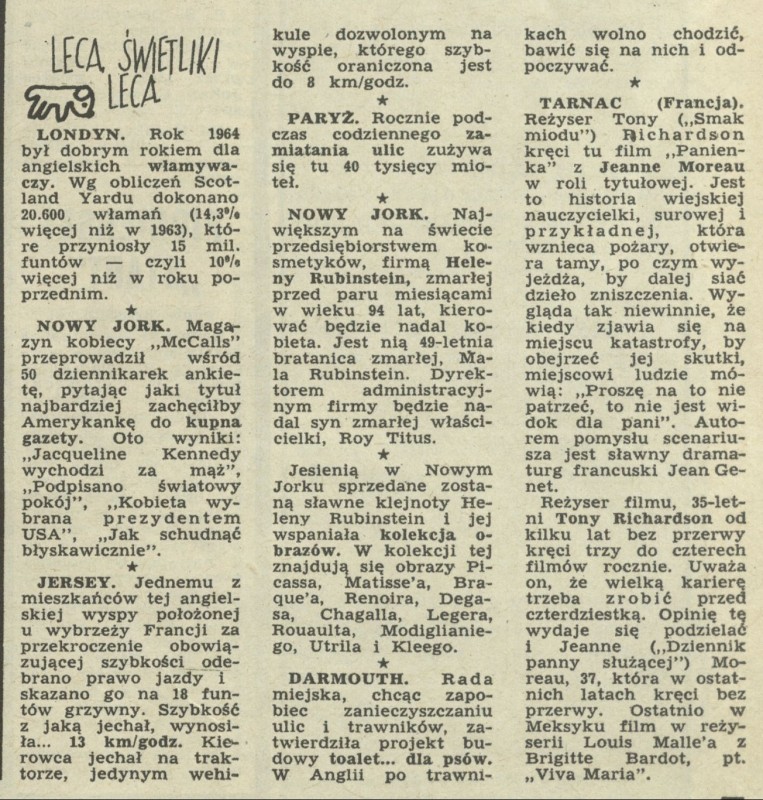 LECĄ, ŚWIETLIKI
LECĄ
LONDYN. Rok 1964
był dobrym rokiem dla
angielskich włamywa-
czy. Wg obliczeń Scot-
land Yardu dokonano
20.600 włamań (14,3%
więcej niż w 1963), któ-
re przyniosły 15 mil.
funtów — czyli 10%
więcej niż w roku po-
przednim.
★
NOWY JORK. Maga-
zyn kobiecy „McCalls”
przeprowadził wśród
50 dziennikarek ankie-
tę, pytając jaki tytuł
najbardziej zachęciłby
Amerykankę do kupna
gazety. Oto wyniki:
„Jacqueline Kennedy
wychodzi za mąż”,
„Podpisano światowy
pokój”, „Kobieta wy-
brana prezydentem
USA”, „Jak schudnąć
błyskawicznie”.
★
JERSEY. Jednemu z
mieszkańców tej angiel-
skiej wyspy położonej
u wybrzeży Francji za
przekroczenie obowią-
zującej szybkości ode-
brano prawo jazdy i
skazano go na 18 fun-
tów grzywny. Szybkość
z jaką jechał, wynosi-
ła... 13 km/godz. Kie-
rowca jechał na trak-
torze, jedynym wehi-
kule dozwolonym na
wyspie, którego szyb-
kość oraniczona jest
do 8 km/godz.
★
PARYŻ. Rocznie pod-
czas codziennego za-
miatania ulic zużywa
się tu 40 tysięcy mio-
teł.
★
NOWY JORK. Naj-
większym na świecie
przedsiębiorstwem ko-
smetyków, firmą Hele-
ny Rubinstein, zmarłej
przed paru miesiącami
w wieku 94 lat, kiero-
wać będzie nadal ko-
bieta. Jest nią 49-letnia
bratanica zmarłej, Ma-
la Rubinstein. Dyrek-
torem administracyj-
nym firmy będzie na-
dal syn zmarłej właści-
cielki, Roy Titus.
★
Jesienią w Nowym
Jorku sprzedane zosta-
ną sławne klejnoty He-
leny Rubinstein i jej
wspaniała kolekcja o-
brazów. W kolekcji tej
znajdują się obrazy Pi-
cassa, Matisse'a, Bra-
que'a, Renoira, Dega-
sa, Chagalla, Legera,
Rouaulta, Modiglianie-
go, Utrila i Kleego.
★
DARMOUTH. Rada
miejska, chcąc zapo-
biec zanieczyszczaniu
ulic i trawników, za-
twierdziła projekt bu-
dowy toalet... dla psów.
W Anglii po trawni-
kach wolno chodzić,
bawić się na nich i od-
poczywać.
★
TARNAC (Francja).
Reżyser Tony („Smak
miodu”) Richardson
kręci tu film „Panien-
ka” z Jeanne Moreau
w roli tytułowej. Jest
to historia wiejskiej
nauczycielki, surowej i
przykładnej, która
wznieca pożary, otwie-
ra tamy, po czym wy-
jeżdża, by dalej siać
dzieło zniszczenia. Wy-
gląda tak niewinnie, że
kiedy zjawia się na
miejscu katastrofy, by
obejrzeć jej skutki,
miejscowi ludzie mó-
wią: „Proszę na to nie
patrzeć, to nie jest wi-
dok dla pani”. Auto-
rem pomysłu scenariu-
sza jest sławny drama-
turg francuski Jean Ge-
net.
Reżyser filmu, 35-let-
ni Tony Richardson od
kilku lat bez przerwy
kręci trzy do czterech
filmów rocznie. Uważa
on, że wielką karierę
trzeba zrobić przed
czterdziestką. Opinię tę
wydaje się podzielać
i Jeanne („Dziennik
panny służącej”) Mo-
reau, 37, która w ostat-
nich latach kręci bez
przerwy. Ostatnio w
Meksyku film w reży-
serii Louis Malle'a z
Brigitte Bardot, pt.
„Viva Maria”.